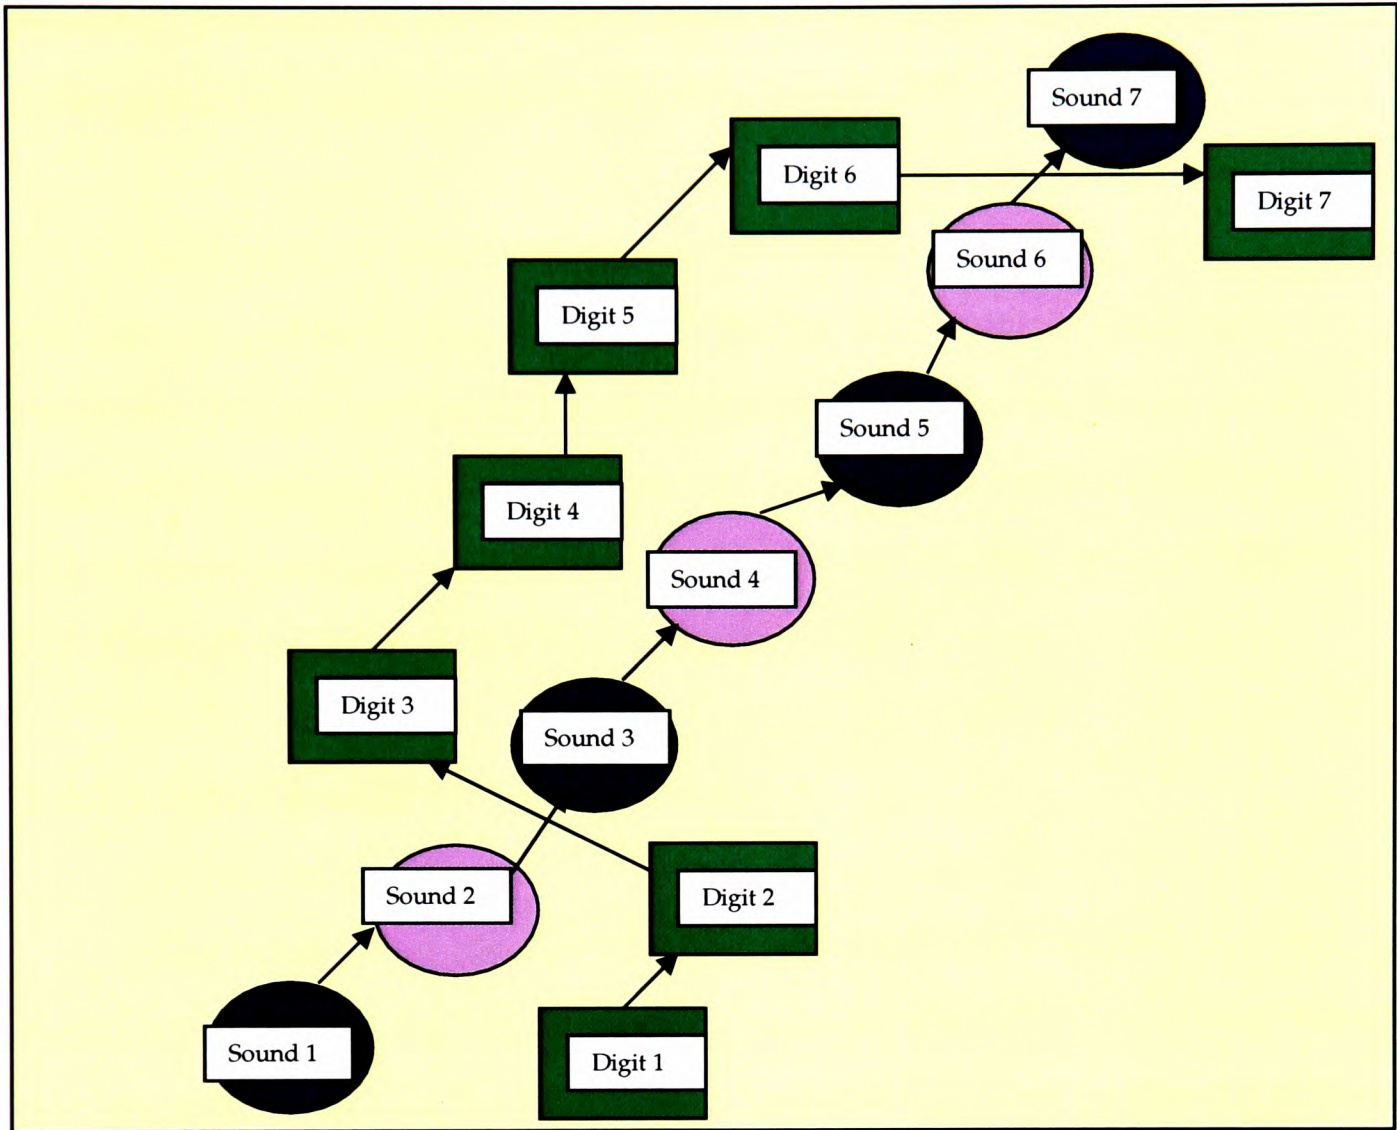 Sound 7
Digit 6
Digit 7
Sound 6
Digit 5
Sound 5
Digit 4
Sound 4
Digit 3
Sound 3
Sound 2
Digit 2
Sound 1
Digit 1